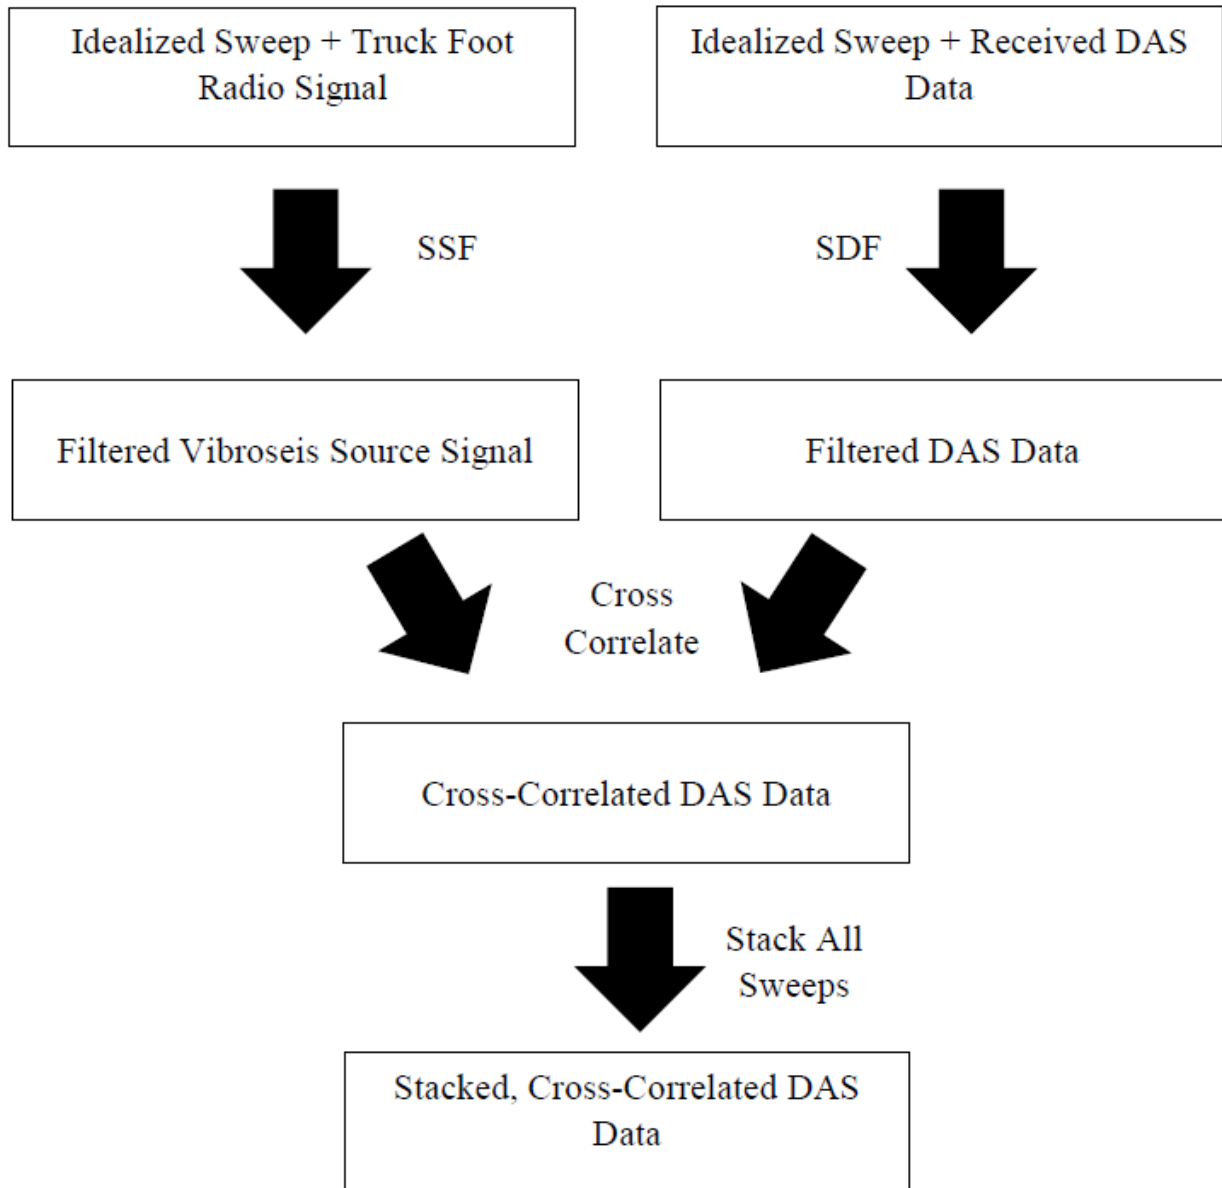 Idealized Sweep + Truck Foot
Radio Signal
Idealized Sweep + Received DAS
Data
SSF
SDF
Filtered Vibroseis Source Signal
Filtered DAS Data
Cross
Correlate
Cross-Correlated DAS Data
Stack All
Sweeps
Stacked, Cross-Correlated DAS
Data